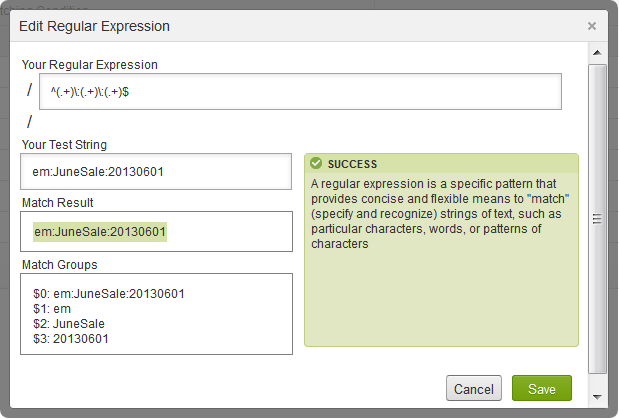 Edit Regular Expression
×
Your Regular Expression
/ ^(.+)\:(.+)\:(.+)$
/
Your Test String
em:JuneSale:20130601
Match Result
em:JuneSale:20130601
Match Groups
$0: em:JuneSale:20130601
$1: em
$2: JuneSale
$3: 20130601
SUCCESS
A regular expression is a specific pattern that
provides concise and flexible means to "match"
(specify and recognize) strings of text, such as
particular characters, words, or patterns of
characters
Cancel
Save